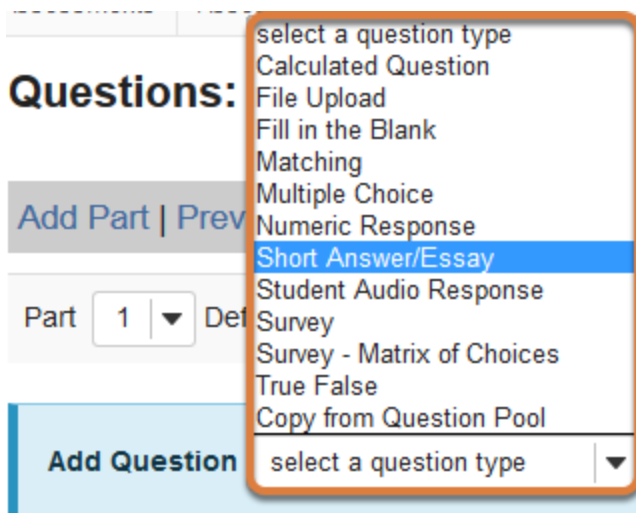 select a question type
Calculated Question
Questions:
File Upload
Fill in the Blank
Matching
Multiple Choice
Add Part | Prev
Numeric Response
Short Answer/Essay
Student Audio Response
Part 1 Def
Survey
Survey - Matrix of Choices
True False
Copy from Question Pool
Add Question select a question type